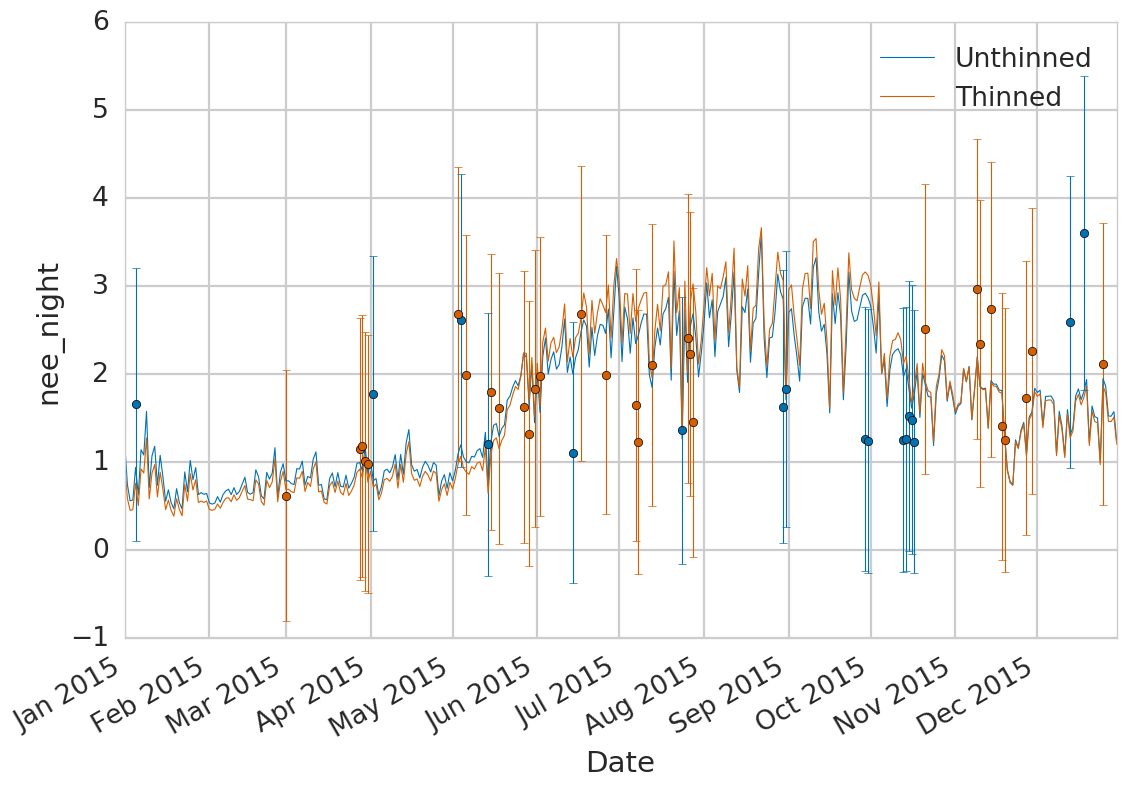 6
5
4
3
2
1
0
−1
nee_night
Unthinned
Thinned
Jan 2015
Feb 2015
Mar 2015
Apr 2015
May 2015
Jun 2015
Jul 2015
Aug 2015
Sep 2015
Oct 2015
Nov 2015
Dec 2015
Date